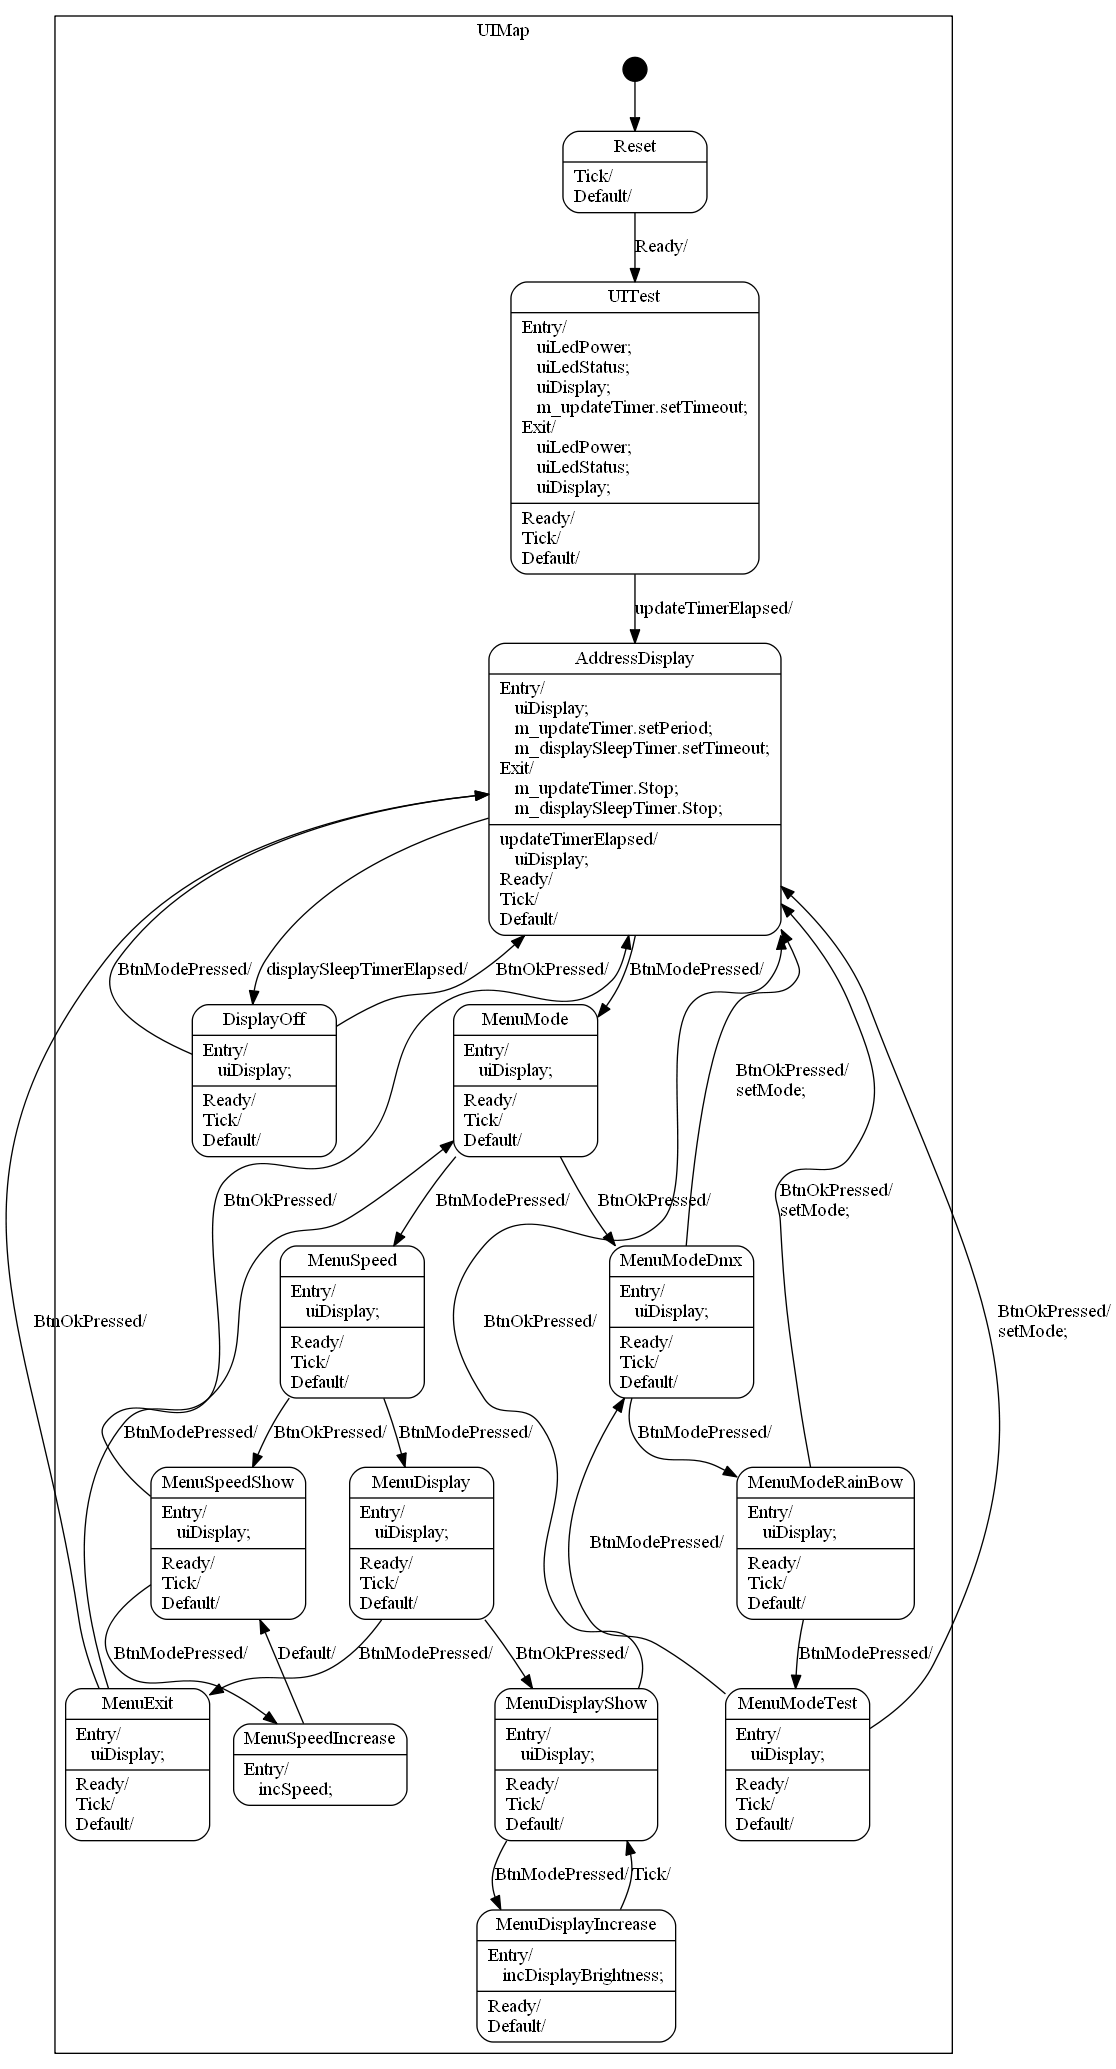 UIMap
Reset
Tick/
Default/
Ready/
UITest
Entry/
uiLedPower;
uiLedStatus;
uiDisplay;
m_updateTimer.setTimeout;
Exit/
uiLedPower;
uiLedStatus;
uiDisplay;
Ready/
Tick/
Default/
updateTimerElapsed/
AddressDisplay
Entry/
uiDisplay;
m_updateTimer.setPeriod;
m_displaySleepTimer.setTimeout;
Exit/
m_updateTimer.Stop;
m_displaySleepTimer.Stop;
updateTimerElapsed/
uiDisplay;
Ready/
Tick/
Default/
BtnModePressed/
displaySleepTimerElapsed/
BtnOkPressed/
BtnModePressed/
DisplayOff
Entry/
uiDisplay;
Ready/
Tick/
Default/
MenuMode
Entry/
uiDisplay;
Ready/
Tick/
Default/
BtnOkPressed/
setMode;
BtnOkPressed/
BtnModePressed/
BtnOkPressed/
BtnOkPressed/
setMode;
MenuSpeed
Entry/
uiDisplay;
Ready/
Tick/
Default/
MenuModeDmx
Entry/
uiDisplay;
Ready/
Tick/
Default/
BtnOkPressed/
BtnOkPressed/
BtnOkPressed/
setMode;
BtnModePressed/
BtnOkPressed/
BtnModePressed/
BtnModePressed/
MenuSpeedShow
Entry/
uiDisplay;
Ready/
Tick/
Default/
MenuDisplay
Entry/
uiDisplay;
Ready/
Tick/
Default/
BtnModePressed/
MenuModeRainBow
Entry/
uiDisplay;
Ready/
Tick/
Default/
BtnModePressed/
Default/
BtnModePressed/
BtnOkPressed/
BtnModePressed/
MenuExit
Entry/
uiDisplay;
Ready/
Tick/
Default/
MenuSpeedIncrease
Entry/
incSpeed;
MenuDisplayShow
Entry/
uiDisplay;
Ready/
Tick/
Default/
MenuModeTest
Entry/
uiDisplay;
Ready/
Tick/
Default/
BtnModePressed/
Tick/
MenuDisplayIncrease
Entry/
incDisplayBrightness;
Ready/
Default/